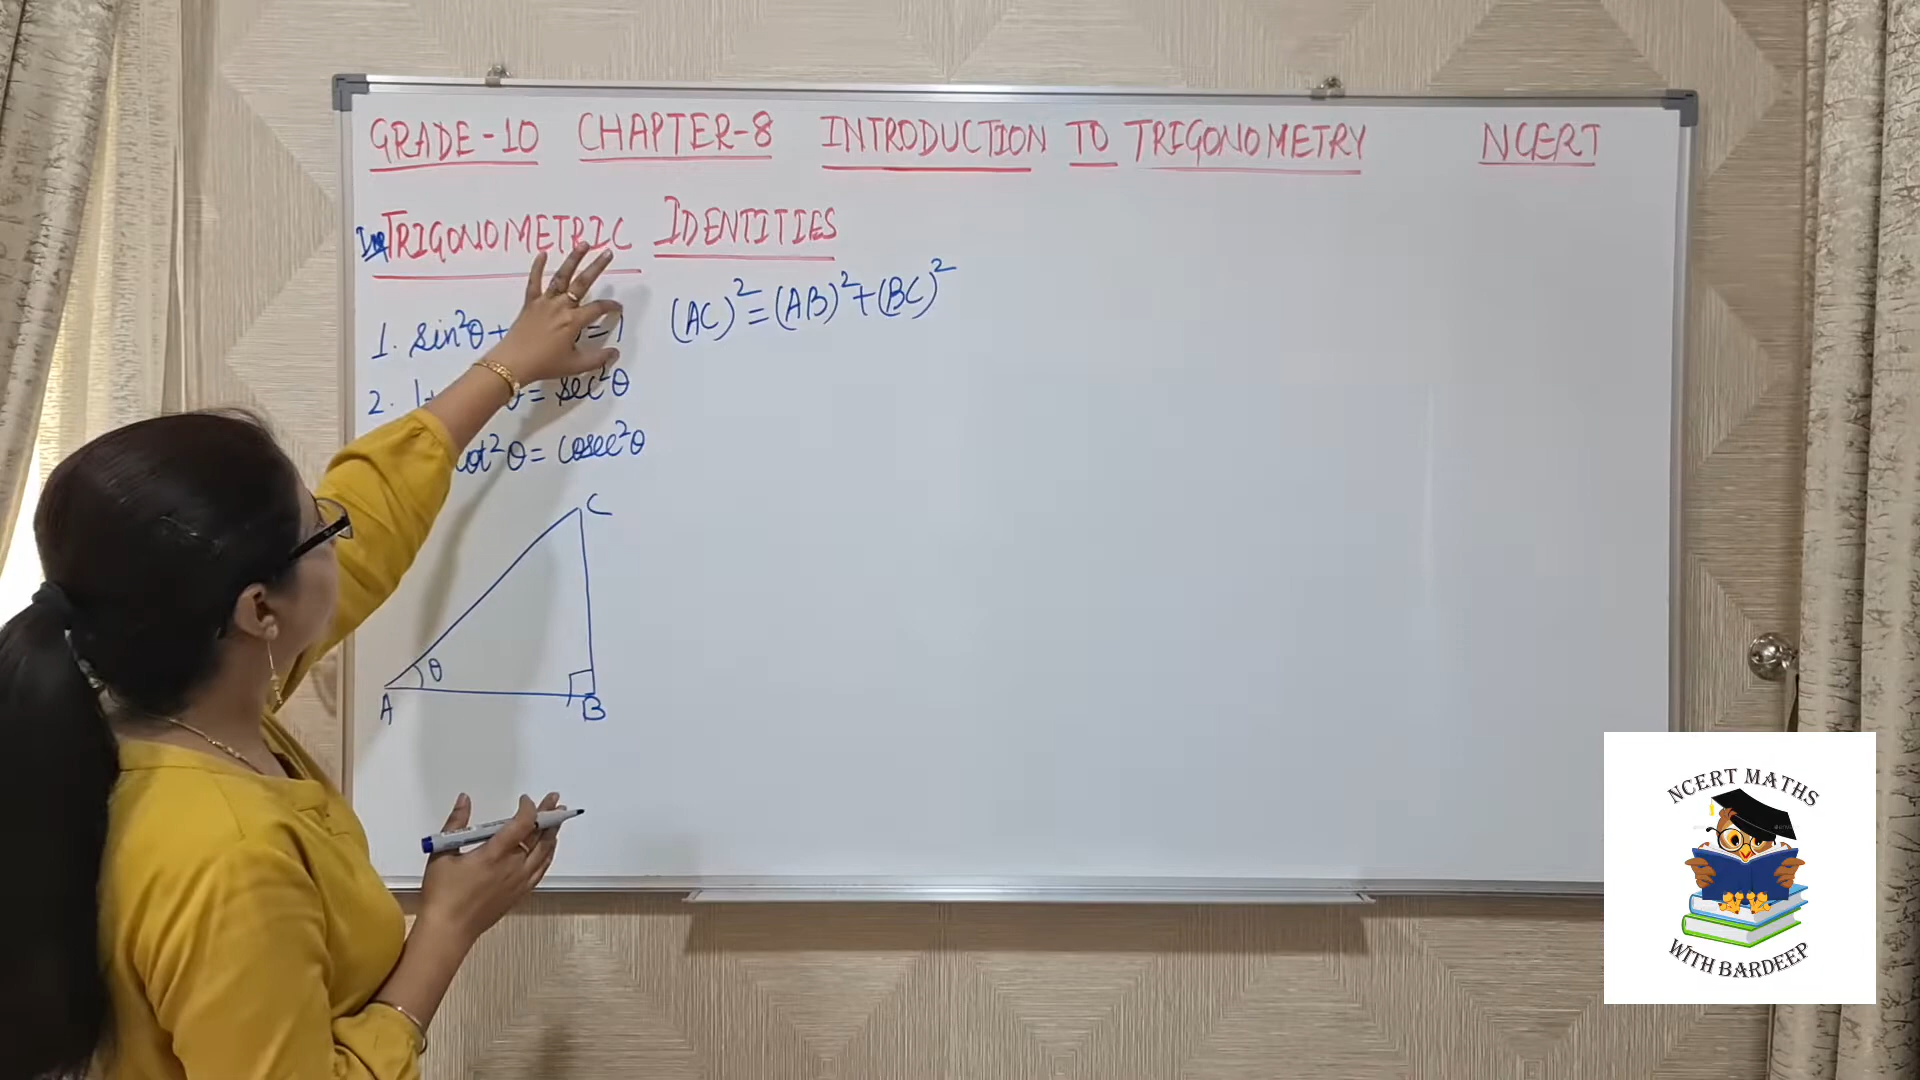 GRADE-10 CHAPTER-8 INTRODUCTION TO TRIGONOMETRY NCERT
TRIGONOMETRIC IDENTITIES
1. sin²θ+ =1
(AC)²=(AB)²+(BC)²
2. 1+ θ= sec²θ
cot²θ= cosec²θ
C
θ
A
B
NCERT MATHS
WITH BARDEEP